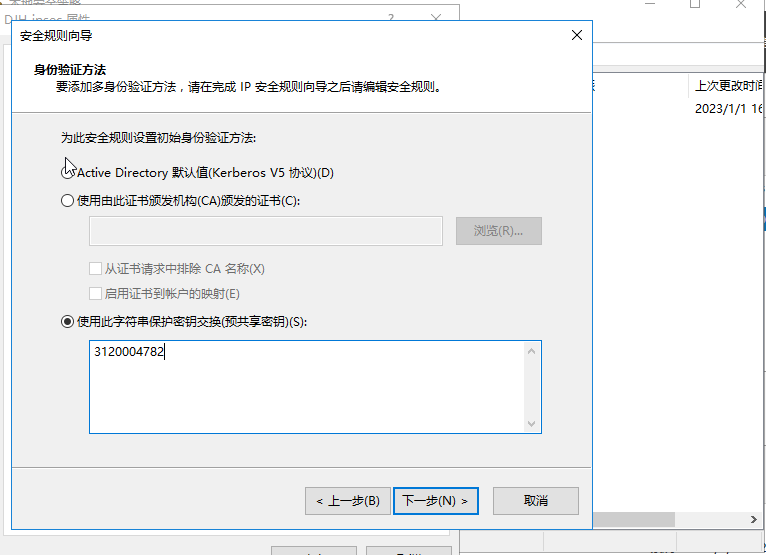 DJH-ipsec 属性
?
安全规则向导
身份验证方法
要添加多身份验证方法，请在完成 IP 安全规则向导之后请编辑安全规则。
上次更改时间
2023/1/1 16
为此安全规则设置初始身份验证方法:
Active Directory 默认值(Kerberos V5 协议)(D)
使用由此证书颁发机构(CA)颁发的证书(C):
浏览(R)...
从证书请求中排除 CA 名称(X)
启用证书到帐户的映射(E)
使用此字符串保护密钥交换(预共享密钥)(S):
3120004782
< 上一步(B)
下一步(N) >
取消